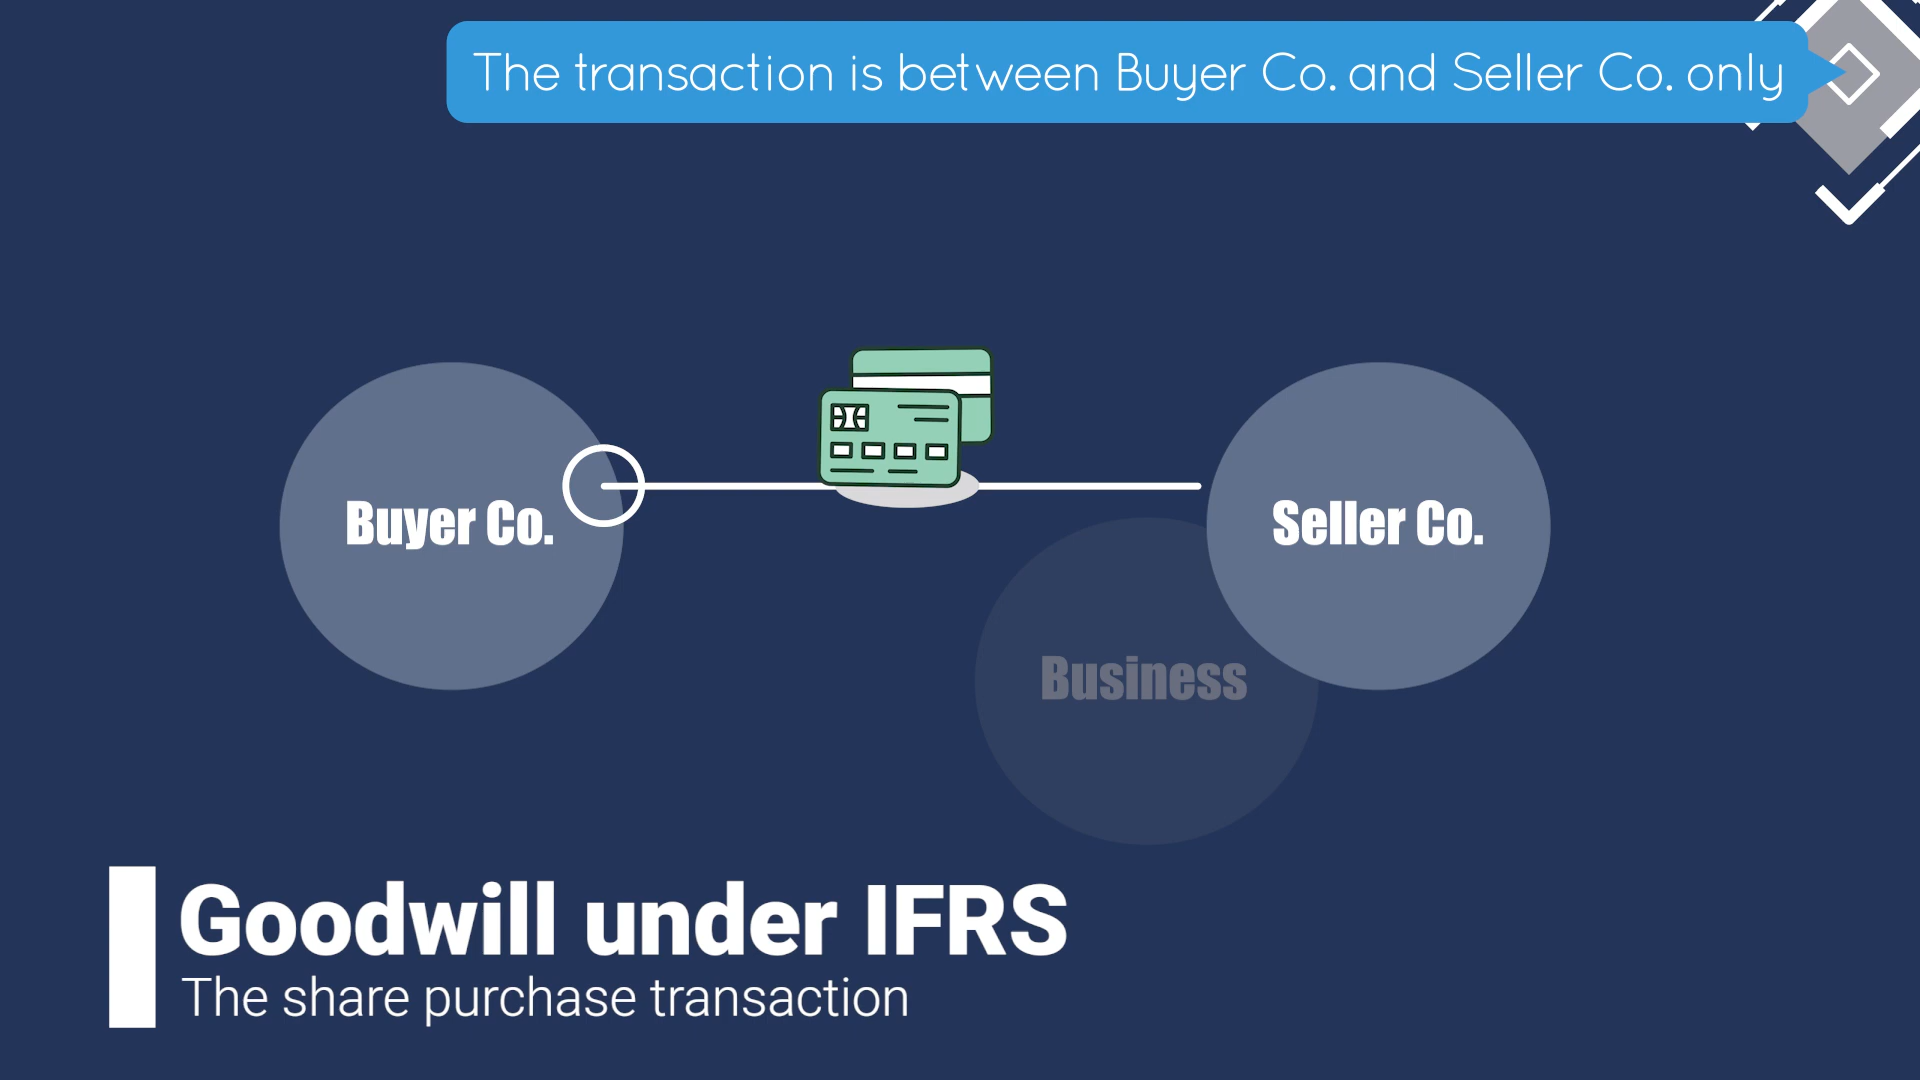 The transaction is between Buyer Co. and Seller Co. only
Buyer Co.
Seller Co.
Business
Goodwill under IFRS
The share purchase transaction